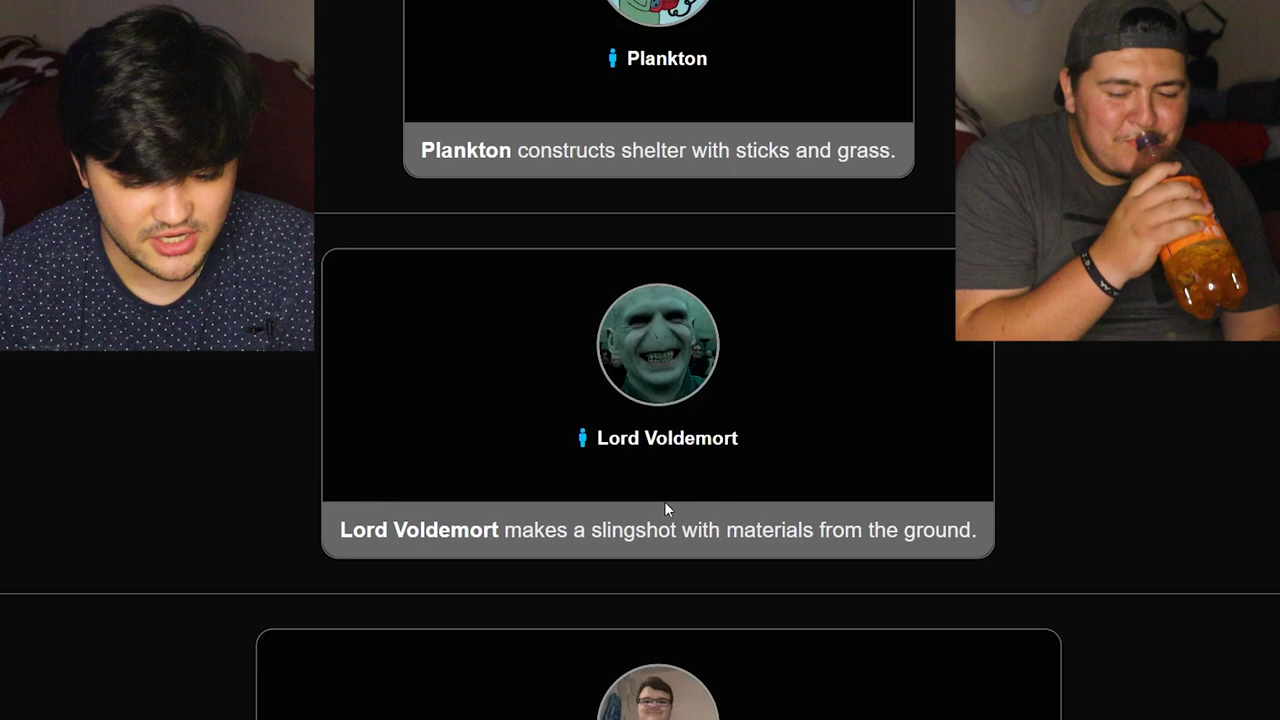 Plankton
Plankton constructs shelter with sticks and grass.
Lord Voldemort
Lord Voldemort makes a slingshot with materials from the ground.